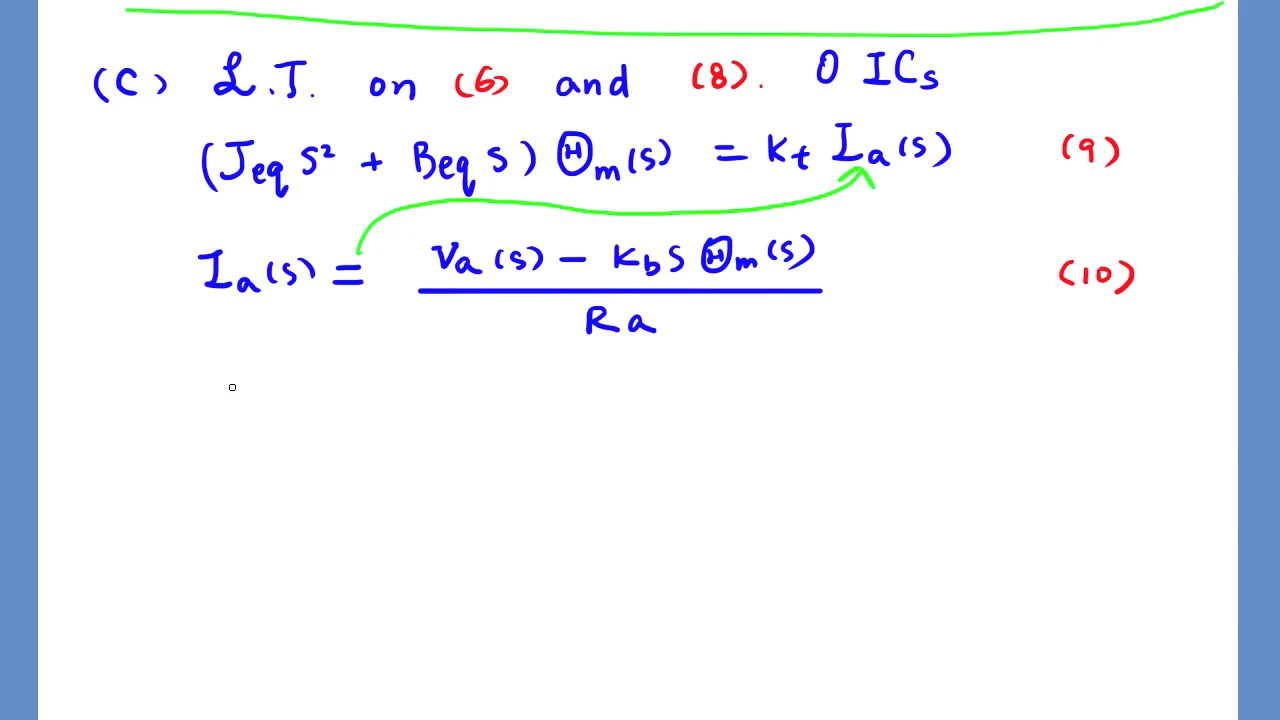 (C) ℒ.T. on (6) and (8). 0 ICs
(Jeq s² + Beq s) Θm(s) = Kt Ia(s) (9)
Ia(s) = (Va(s) - Kb s Θm(s)) / Ra (10)